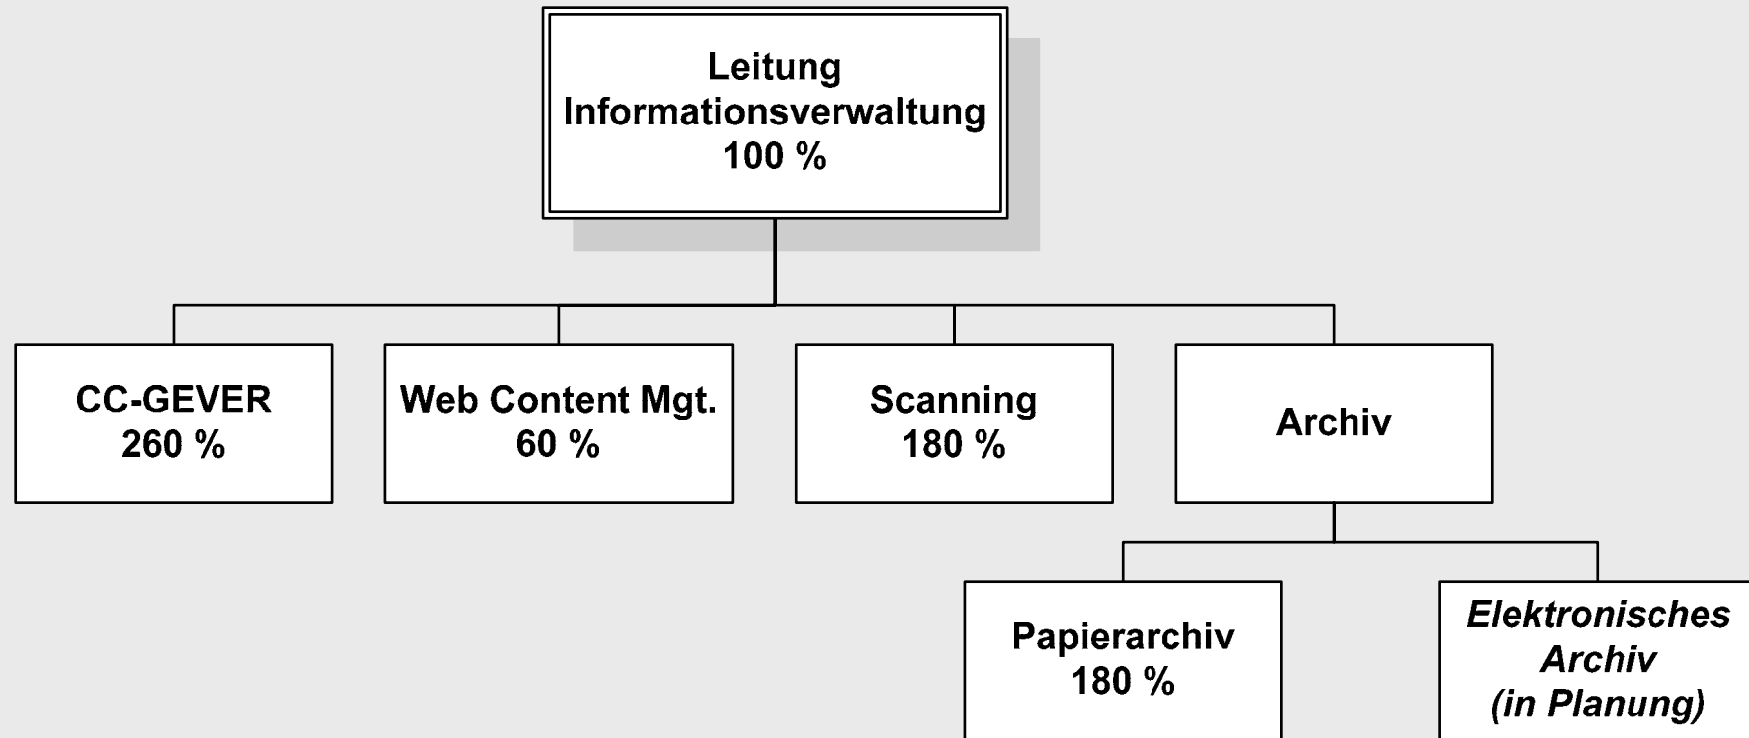 Leitung
Informationsverwaltung
100 %
CC-GEVER
260 %
Web Content Mgt.
60 %
Scanning
180 %
Archiv
Papierarchiv
180 %
Elektronisches
Archiv
(in Planung)